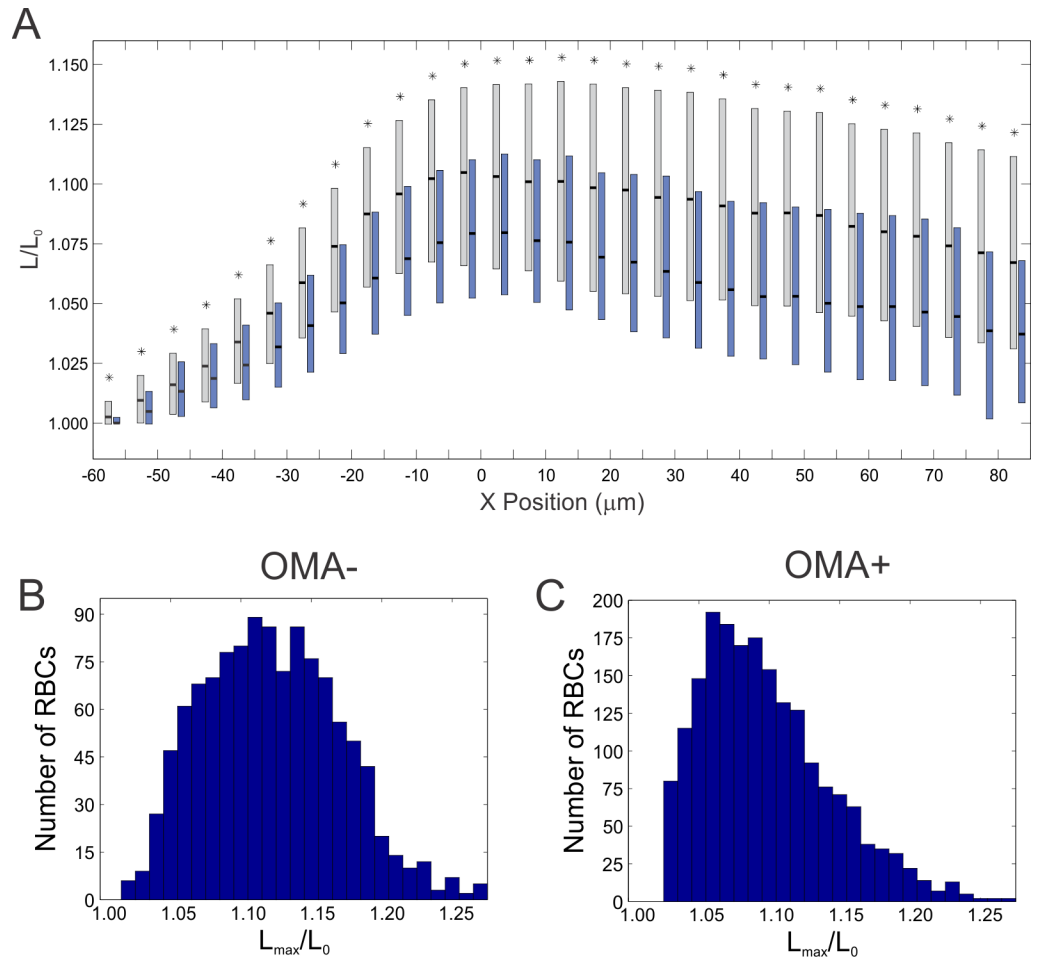 A
1.150
1.125
1.100
1.075
1.050
1.025
1.000
L/L0
* * * * * * * * * * * * * * * * * * * * * * * * * * * * *
-60 -50 -40 -30 -20 -10 0 10 20 30 40 50 60 70 80
X Position (μm)
OMA-
B
90
75
60
45
30
15
0
Number of RBCs
1.00 1.05 1.10 1.15 1.20 1.25
Lmax/L0
OMA+
C
200
175
150
125
100
75
50
25
0
Number of RBCs
1.00 1.05 1.10 1.15 1.20 1.25
Lmax/L0